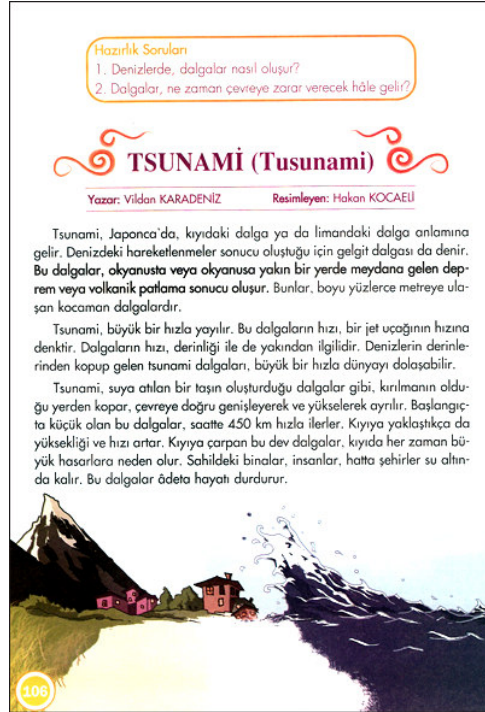 Hazırlık Soruları
1. Denizlerde, dalgalar nasıl oluşur?
2. Dalgalar, ne zaman çevreye zarar verecek hâle gelir?
TSUNAMİ (Tusunami)
Yazar: Vildan KARADENİZ Resimleyen: Hakan KOCAELİ
Tsunami, Japonca'da, kıyıdaki dalga ya da limandaki dalga anlamına
gelir. Denizdeki hareketlenmeler sonucu oluştuğu için gelgit dalgası da denir.
Bu dalgalar, okyanusta veya okyanusa yakın bir yerde meydana gelen dep-
rem veya volkanik patlama sonucu oluşur. Bunlar, boyu yüzlerce metreye ula-
şan kocaman dalgalardır.
Tsunami, büyük bir hızla yayılır. Bu dalgaların hızı, bir jet uçağının hızına
denktir. Dalgaların hızı, derinliği ile de yakından ilgilidir. Denizlerin derinle-
rinden kopup gelen tsunami dalgaları, büyük bir hızla dünyayı dolaşabilir.
Tsunami, suya atılan bir taşın oluşturduğu dalgalar gibi, kırılmanın oldu-
ğu yerden kopar, çevreye doğru genişleyerek ve yükselerek ayrılır. Başlangıç-
ta küçük olan bu dalgalar, saatte 450 km hızla ilerler. Kıyıya yaklaştıkça da
yüksekliği ve hızı artar. Kıyıya çarpan bu dev dalgalar, kıyıda her zaman bü-
yük hasarlara neden olur. Sahildeki binalar, insanlar, hatta şehirler su altın-
da kalır. Bu dalgalar âdeta hayatı durdurur.
106